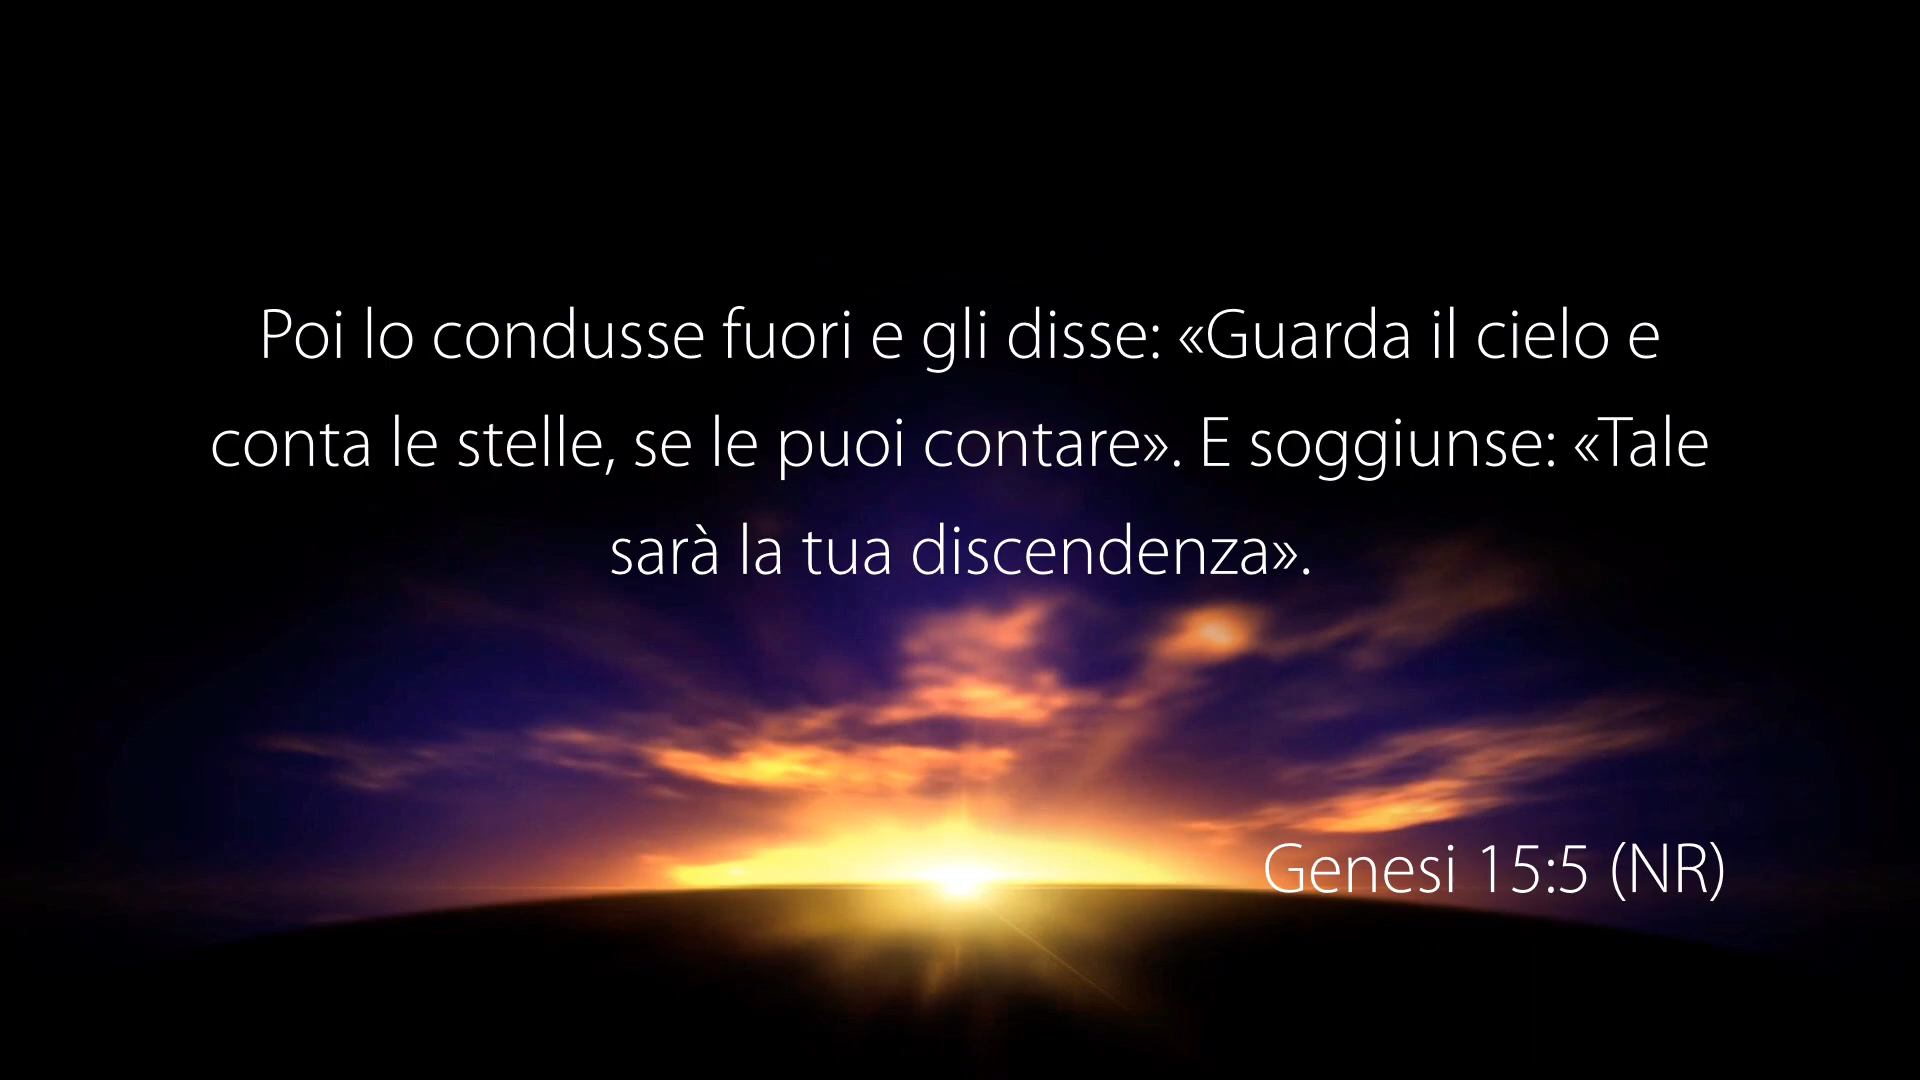 Poi lo condusse fuori e gli disse: «Guarda il cielo e
conta le stelle, se le puoi contare». E soggiunse: «Tale
sarà la tua discendenza».
Genesi 15:5 (NR)